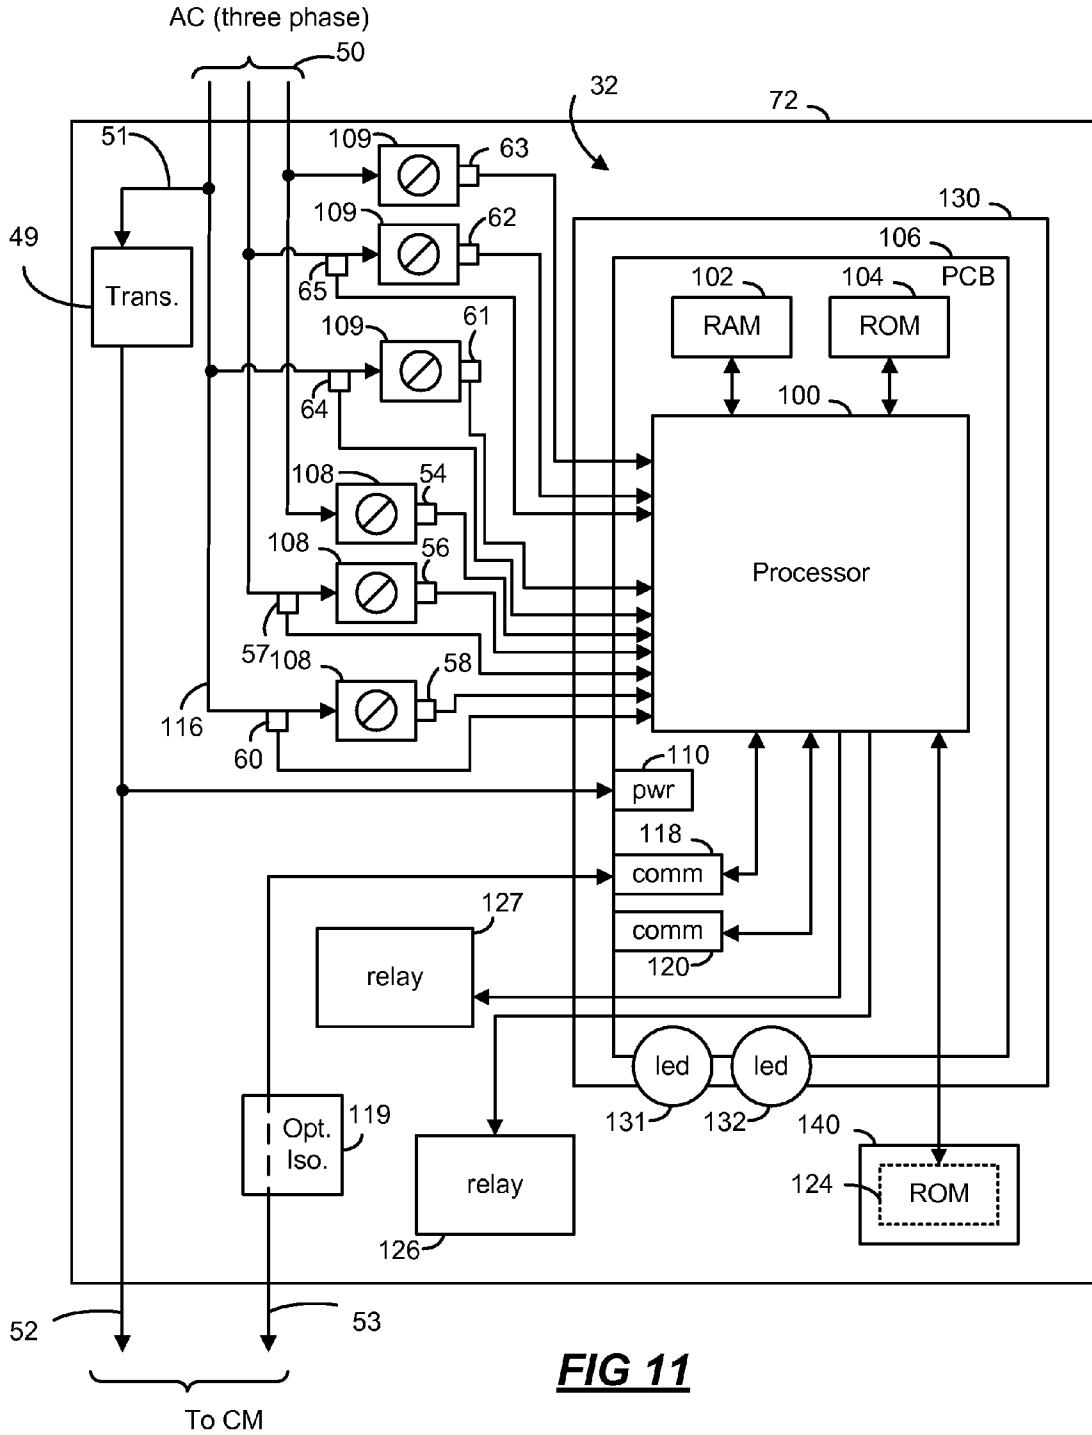 AC (three phase)
50
32
72
51
109
63
130
109
62
106
49
PCB
102
104
Trans.
65
RAM
ROM
109
61
64
100
108
54
Processor
108
56
57
108
58
116
60
110
pwr
118
comm
127
comm
120
relay
led
led
131
132
119
Opt.
Iso.
140
relay
124
ROM
126
52
53
FIG 11
To CM